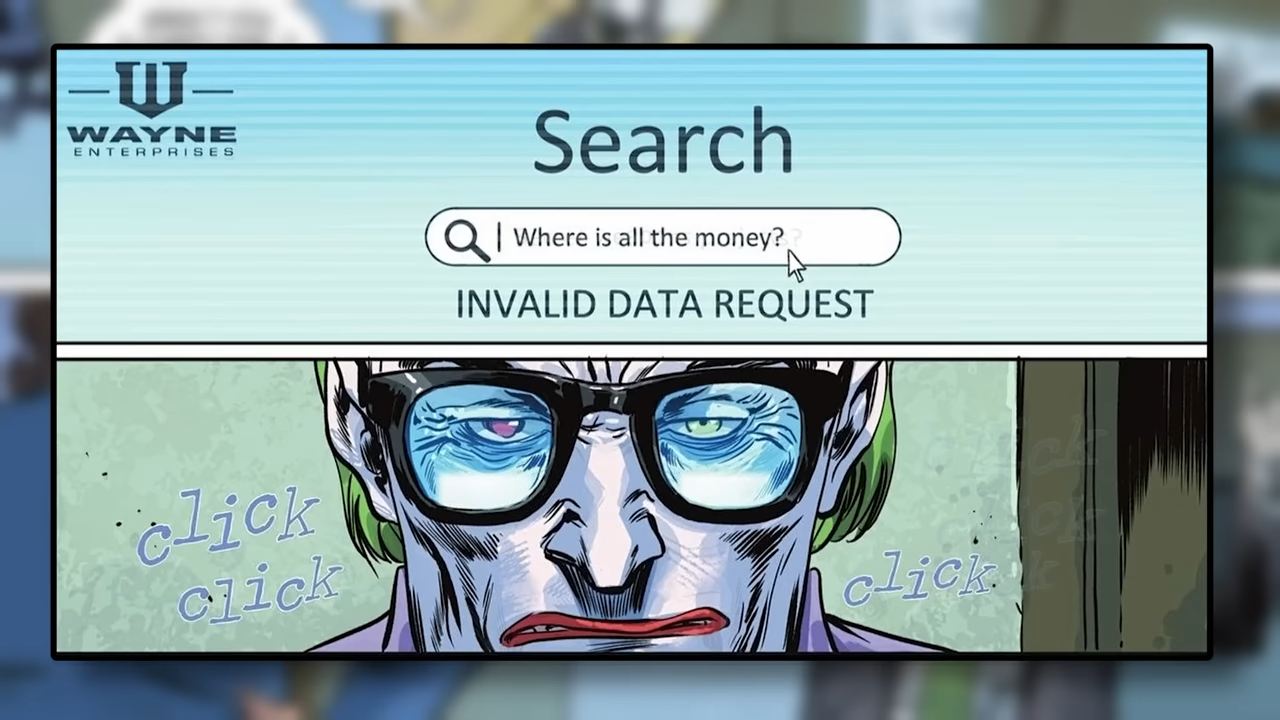 WAYNE
ENTERPRISES
Search
Where is all the money?
INVALID DATA REQUEST
click
click
click